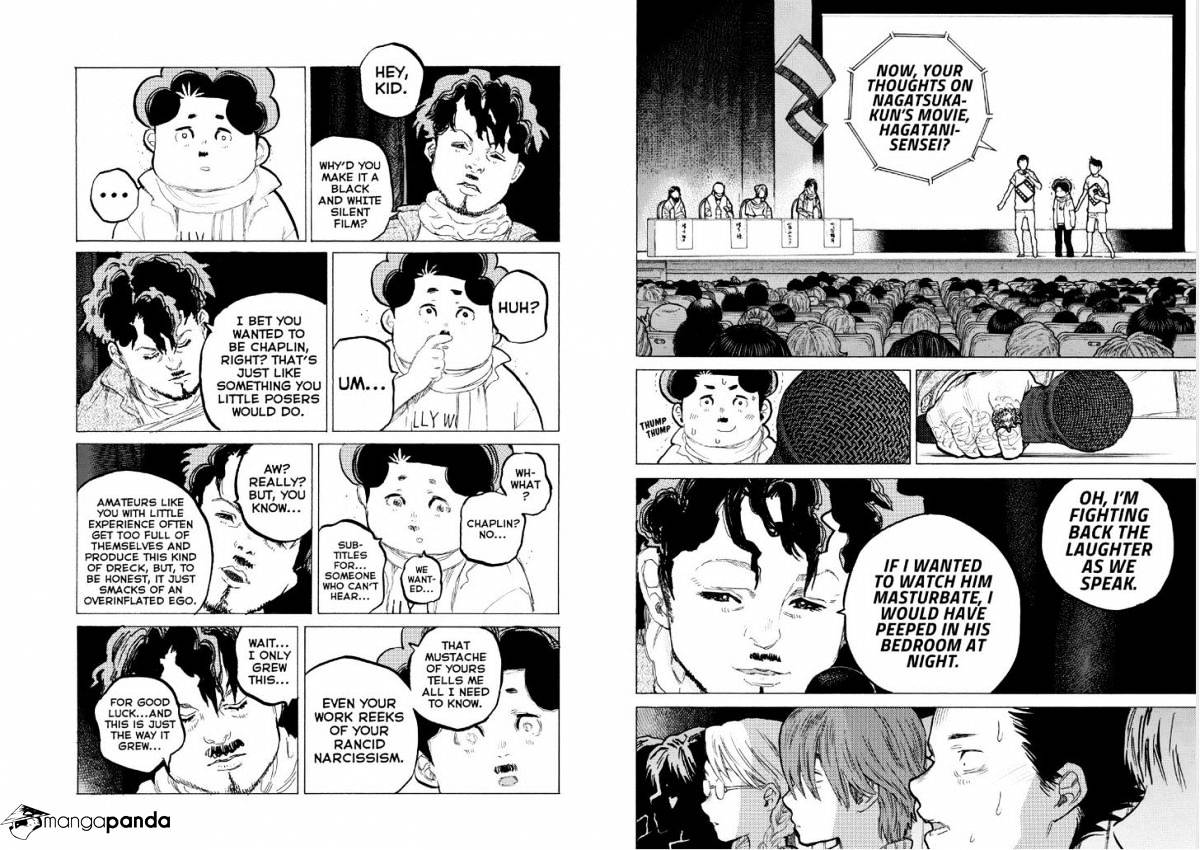 NOW, YOUR
THOUGHTS ON
NAGATSUKA-
KUN'S MOVIE,
HAGATANI-
SENSEI?
THUMP
THUMP
OH, I'M
FIGHTING
BACK THE
LAUGHTER
AS WE
SPEAK.
IF I WANTED
TO WATCH HIM
MASTURBATE, I
WOULD HAVE
PEEPED IN HIS
BEDROOM AT
NIGHT.
HEY,
KID.
WHY'D YOU
MAKE IT A
BLACK
AND WHITE
SILENT
FILM?
...
LLY
HUH?
UM...
LLY W
I BET YOU
WANTED TO
BE CHAPLIN,
RIGHT? THAT'S
JUST LIKE
SOMETHING YOU
LITTLE POSERS
WOULD DO.
WH-
WHAT
?
CHAPLIN?
NO...
WE
WANT-
ED...
SUB-
TITLES
FOR...
SOMEONE
WHO CAN'T
HEAR...
AW?
REALLY?
BUT, YOU
KNOW...
AMATEURS LIKE
YOU WITH LITTLE
EXPERIENCE OFTEN
GET TOO FULL OF
THEMSELVES AND
PRODUCE THIS KIND
OF DRECK, BUT, TO
BE HONEST, IT JUST
SMACKS OF AN
OVERINFLATED EGO.
THAT
MUSTACHE
OF YOURS
TELLS ME
ALL I NEED
TO KNOW.
EVEN YOUR
WORK REEKS
OF YOUR
RANCID
NARCISSISM.
WAIT...
I ONLY
GREW
THIS...
FOR GOOD
LUCK...AND
THIS IS JUST
THE WAY IT
GREW...
mangapanda